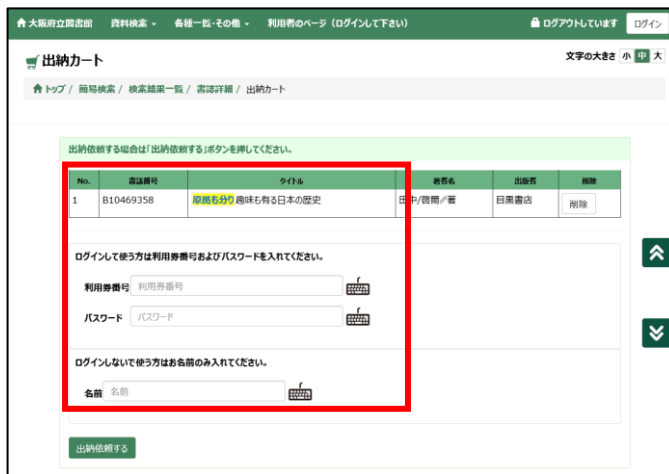 大阪府立図書館 資料検索 各種一覧・その他 利用者のページ（ログインして下さい） ログアウトしています ログイン
出納カート 文字の大きさ 小 中 大
トップ / 簡易検索 / 検索結果一覧 / 書誌詳細 / 出納カート
出納依頼する場合は「出納依頼する」ボタンを押してください。
No. 書誌番号 タイトル 著者名 出版者 削除
1 B10469358 原拠も分り趣味も有る日本の歴史 田中/啓爾∥著 目黒書店 削除
ログインして使う方は利用券番号およびパスワードを入れてください。
利用券番号 利用券番号
パスワード パスワード
ログインしないで使う方はお名前のみ入れてください。
名前 名前
出納依頼する